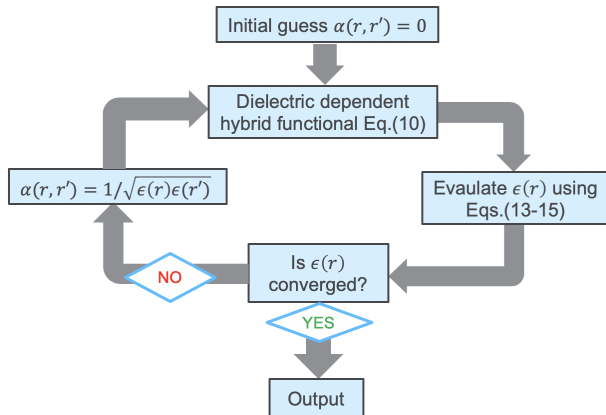 Initial guess α(r, r′) = 0
Dielectric dependent
hybrid functional Eq.(10)
Evaulate ϵ(r) using
Eqs.(13-15)
Is ϵ(r)
converged?
NO
α(r, r′) = 1/√ϵ(r)ϵ(r′)
YES
Output